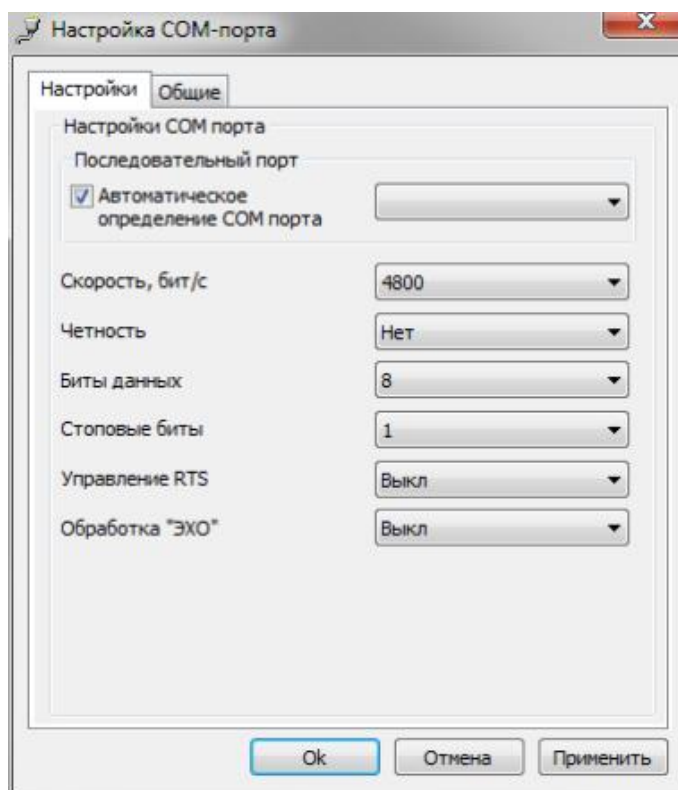 Настройка COM-порта
Настройки Общие
Настройки COM порта
Последовательный порт
Автоматическое
определение COM порта
Скорость, бит/с 4800
Четность Нет
Биты данных 8
Стоповые биты 1
Управление RTS Выкл
Обработка "ЭХО" Выкл
Ok Отмена Применить